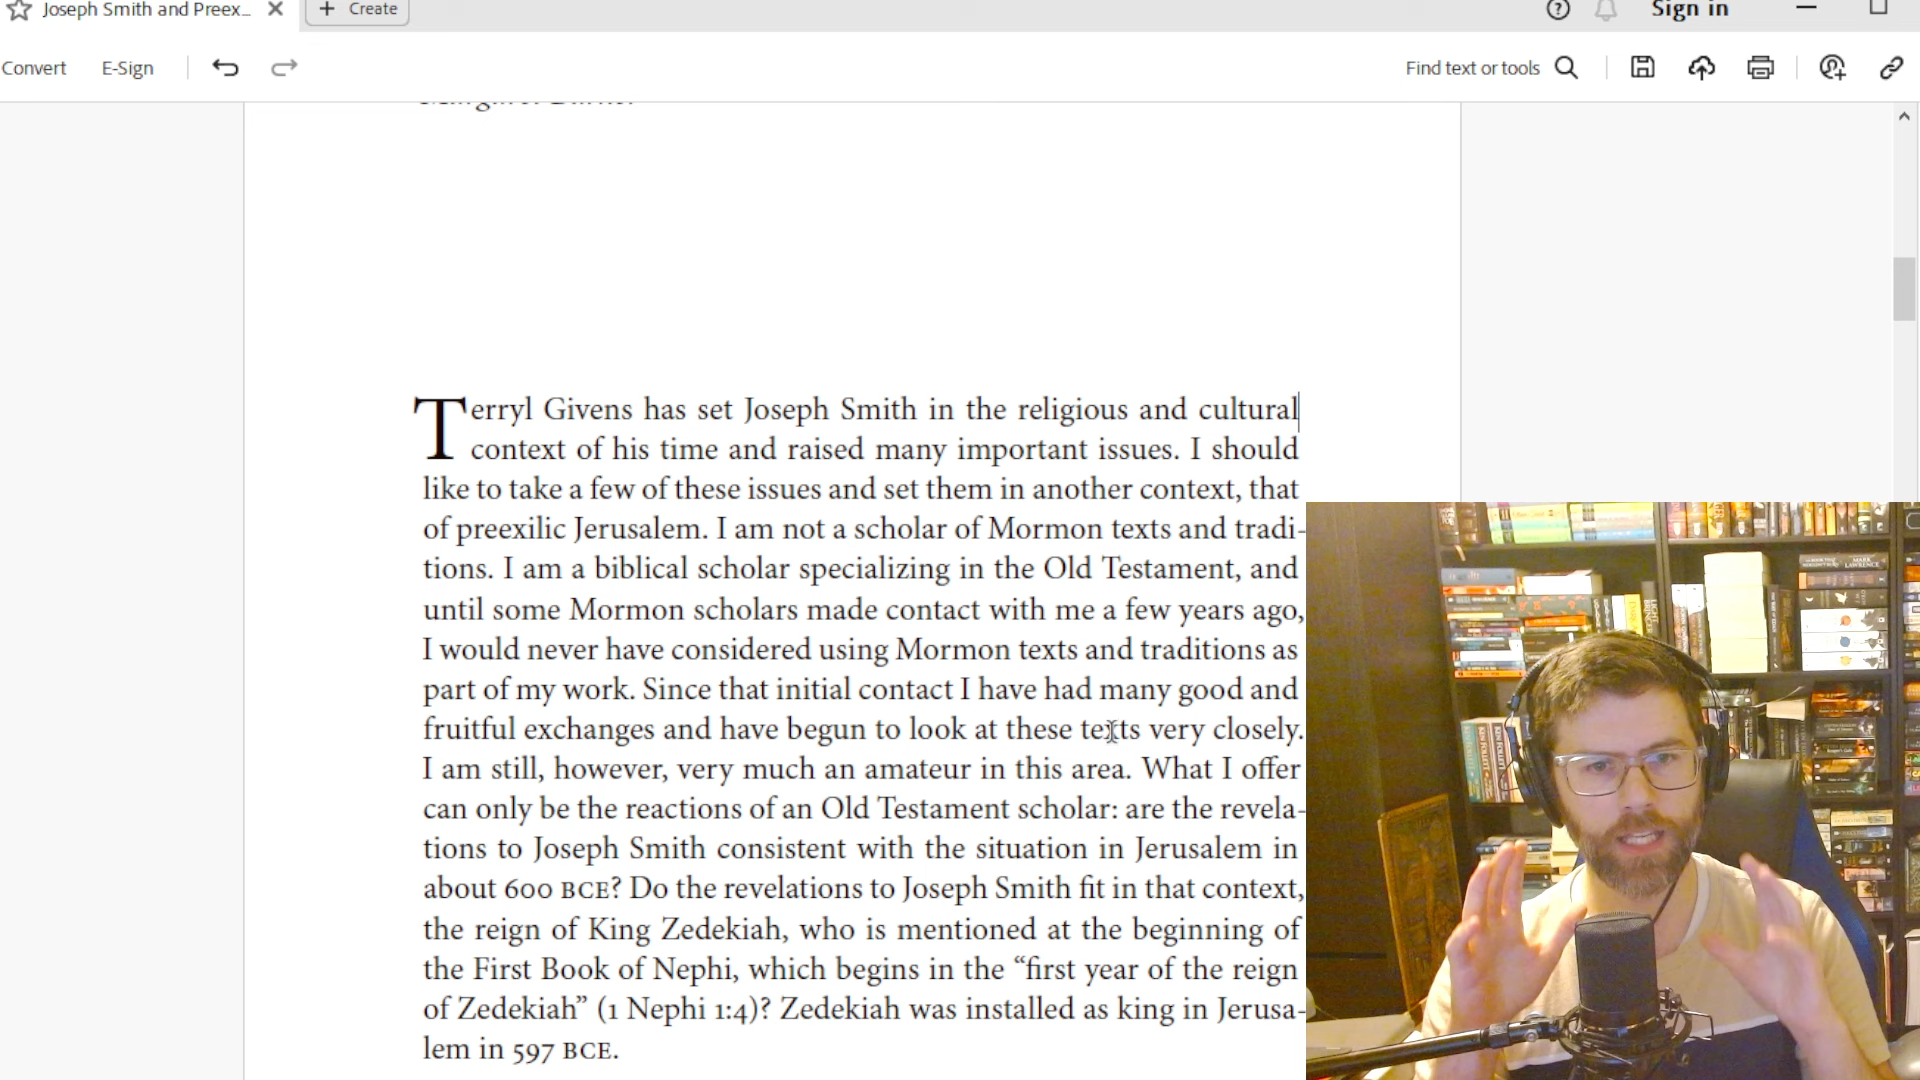 Joseph Smith and Preex...
Create
Sign in
Convert
E-Sign
Find text or tools
Terryl Givens has set Joseph Smith in the religious and cultural
context of his time and raised many important issues. I should
like to take a few of these issues and set them in another context, that
of preexilic Jerusalem. I am not a scholar of Mormon texts and tradi-
tions. I am a biblical scholar specializing in the Old Testament, and
until some Mormon scholars made contact with me a few years ago,
I would never have considered using Mormon texts and traditions as
part of my work. Since that initial contact I have had many good and
fruitful exchanges and have begun to look at these texts very closely.
I am still, however, very much an amateur in this area. What I offer
can only be the reactions of an Old Testament scholar: are the revela-
tions to Joseph Smith consistent with the situation in Jerusalem in
about 600 BCE? Do the revelations to Joseph Smith fit in that context,
the reign of King Zedekiah, who is mentioned at the beginning of
the First Book of Nephi, which begins in the “first year of the reign
of Zedekiah” (1 Nephi 1:4)? Zedekiah was installed as king in Jerusa-
lem in 597 BCE.